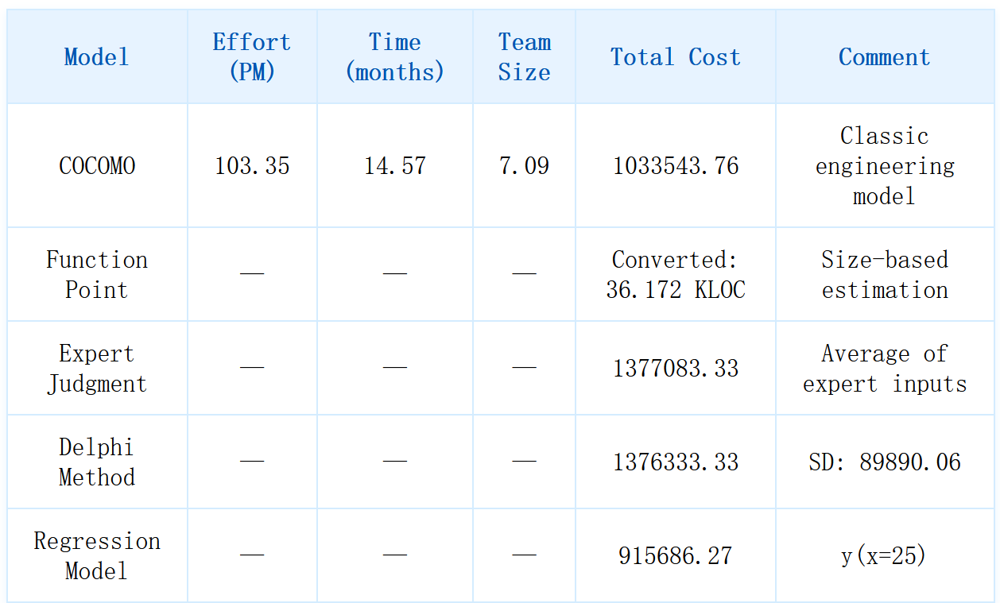 Model
Effort
(PM)
Time
(months)
Team
Size
Total Cost
Comment
COCOMO
103.35
14.57
7.09
1033543.76
Classic
engineering
model
Function
Point
—
—
—
Converted:
36.172 KLOC
Size-based
estimation
Expert
Judgment
—
—
—
1377083.33
Average of
expert inputs
Delphi
Method
—
—
—
1376333.33
SD: 89890.06
Regression
Model
—
—
—
915686.27
y(x=25)